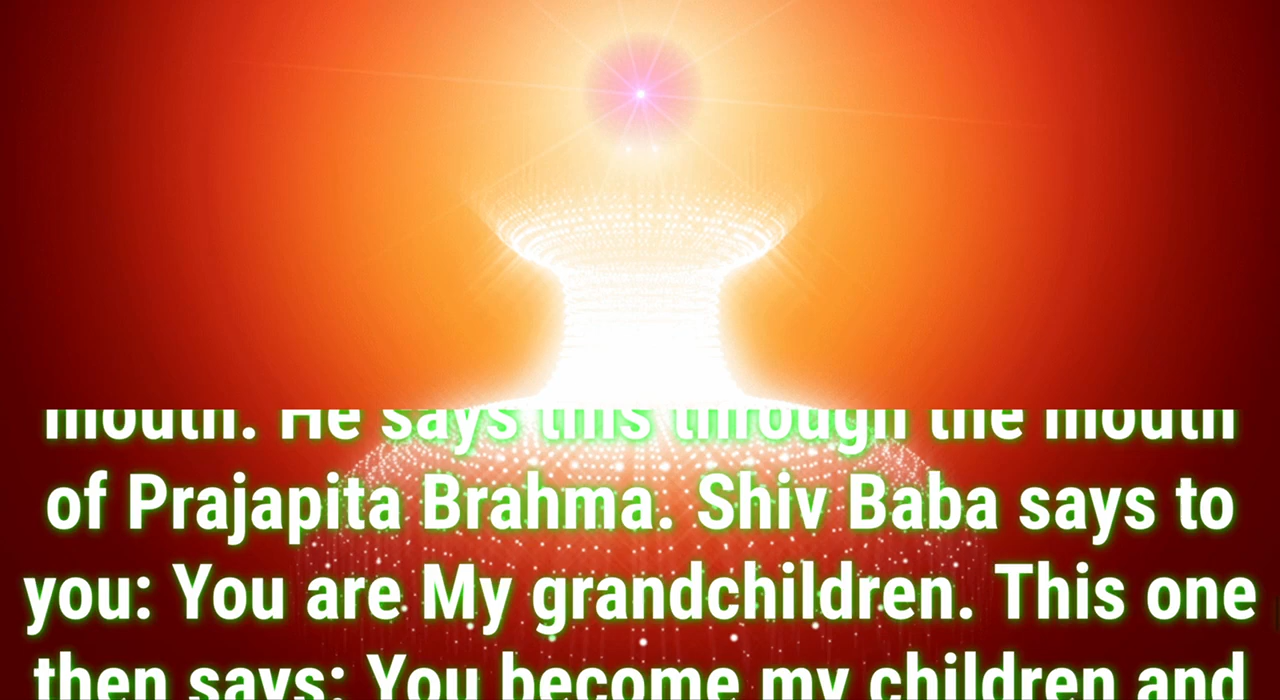 mouth. He says this through the mouth
of Prajapita Brahma. Shiv Baba says to
you: You are My grandchildren. This one
then says: You become my children and